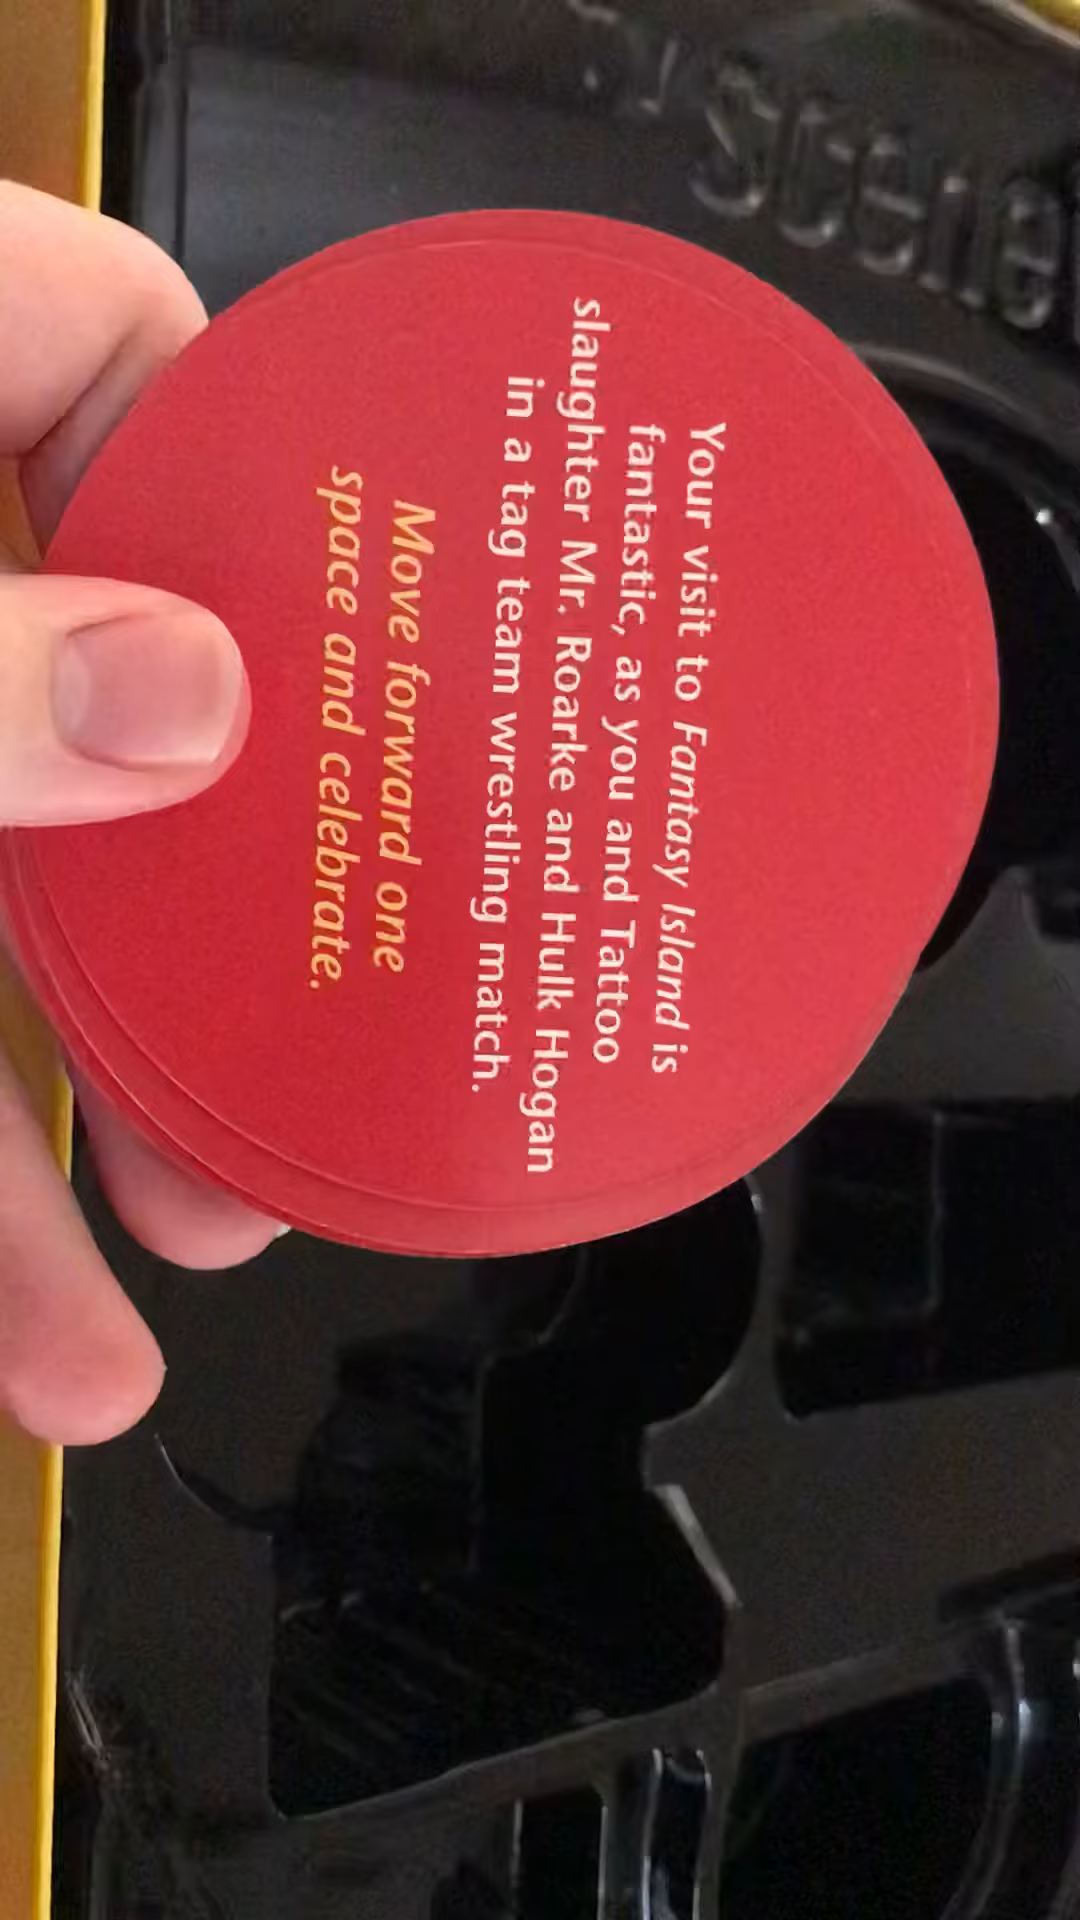 Your visit to Fantasy Island is
fantastic, as you and Tattoo
slaughter Mr. Roarke and Hulk Hogan
in a tag team wrestling match.
Move forward one
space and celebrate.